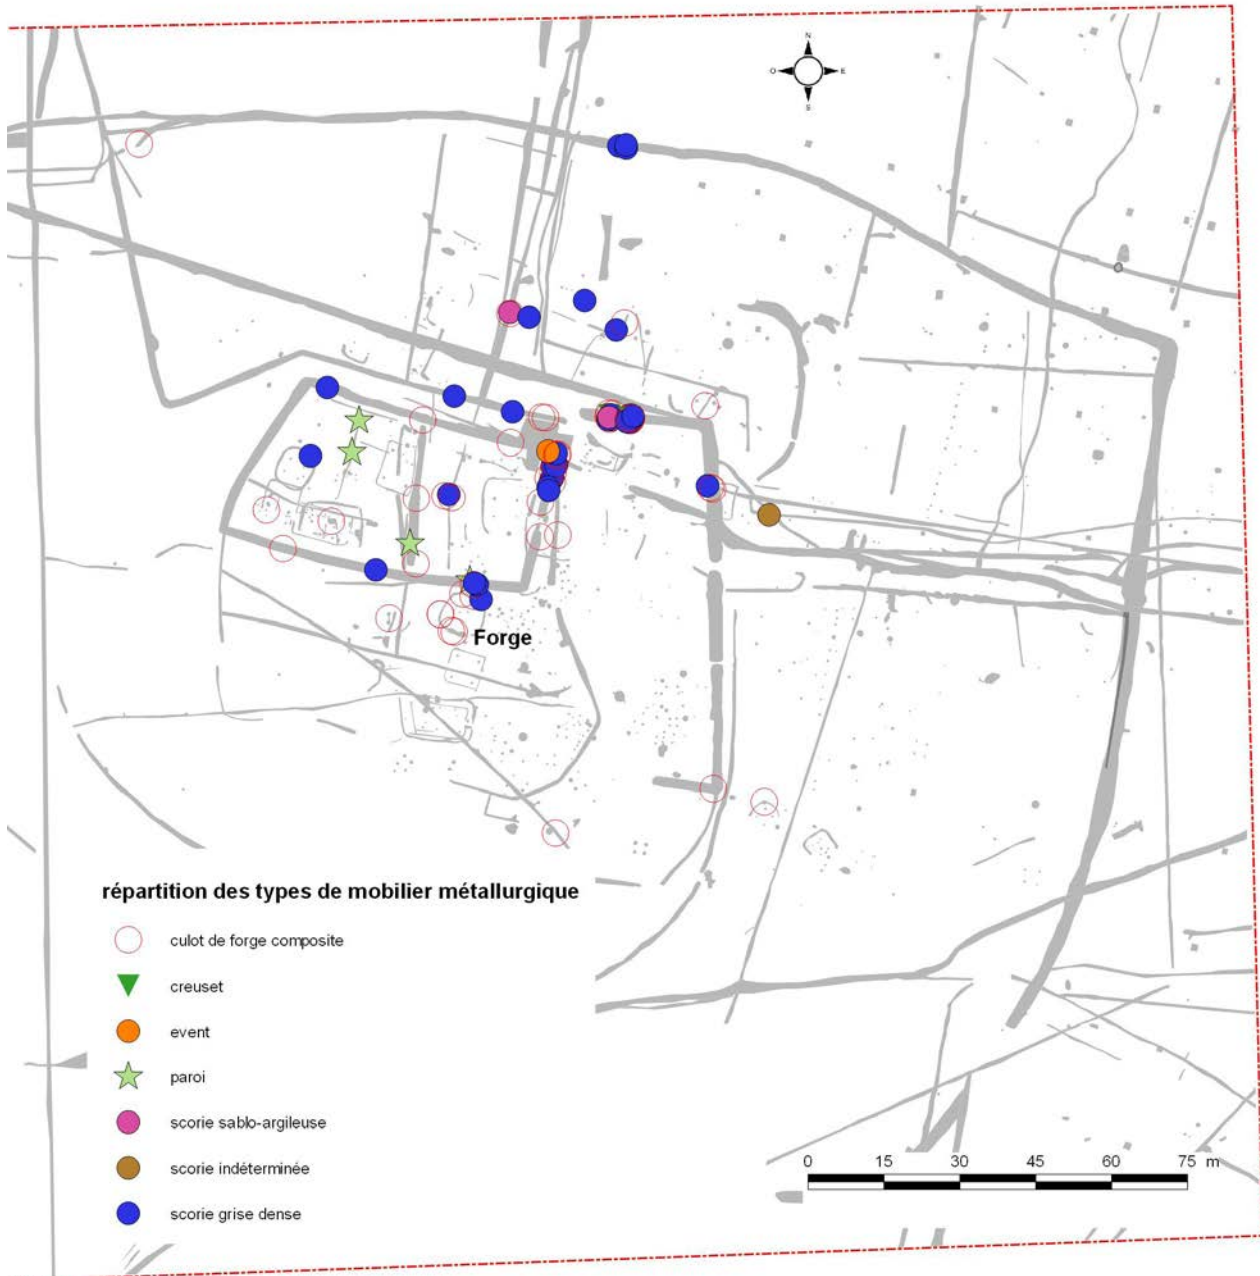 N
O E
S
Forge
répartition des types de mobilier métallurgique
culot de forge composite
creuset
event
paroi
scorie sablo-argileuse
scorie indéterminée
scorie grise dense
0 15 30 45 60 75 m